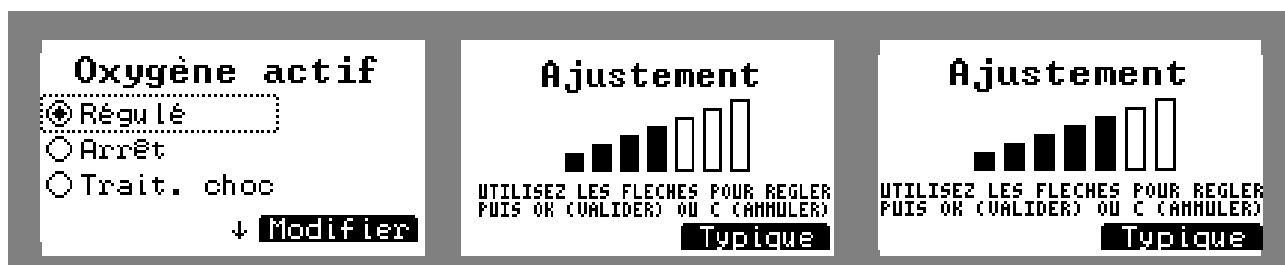 Oxygène actif
Régulé
Arrêt
Trait. choc
↓ Modifier
Ajustement
UTILISEZ LES FLECHES POUR REGLER
PUIS OK (VALIDER) OU C (ANNULER)
Typique
Ajustement
UTILISEZ LES FLECHES POUR REGLER
PUIS OK (VALIDER) OU C (ANNULER)
Typique